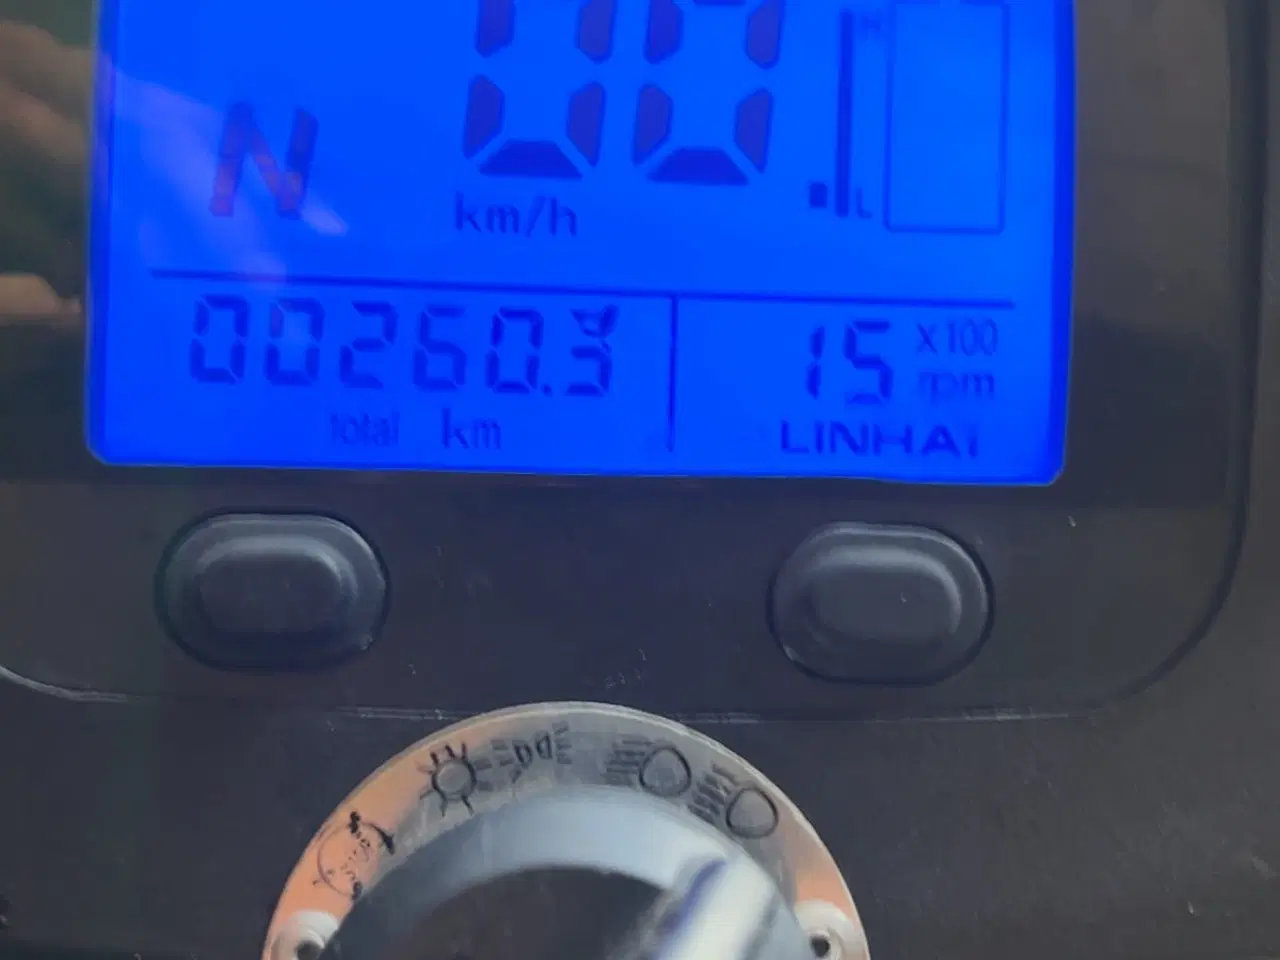 00 H
N
km/h L
00260.3 15 x100
rpm
total km LINHAI